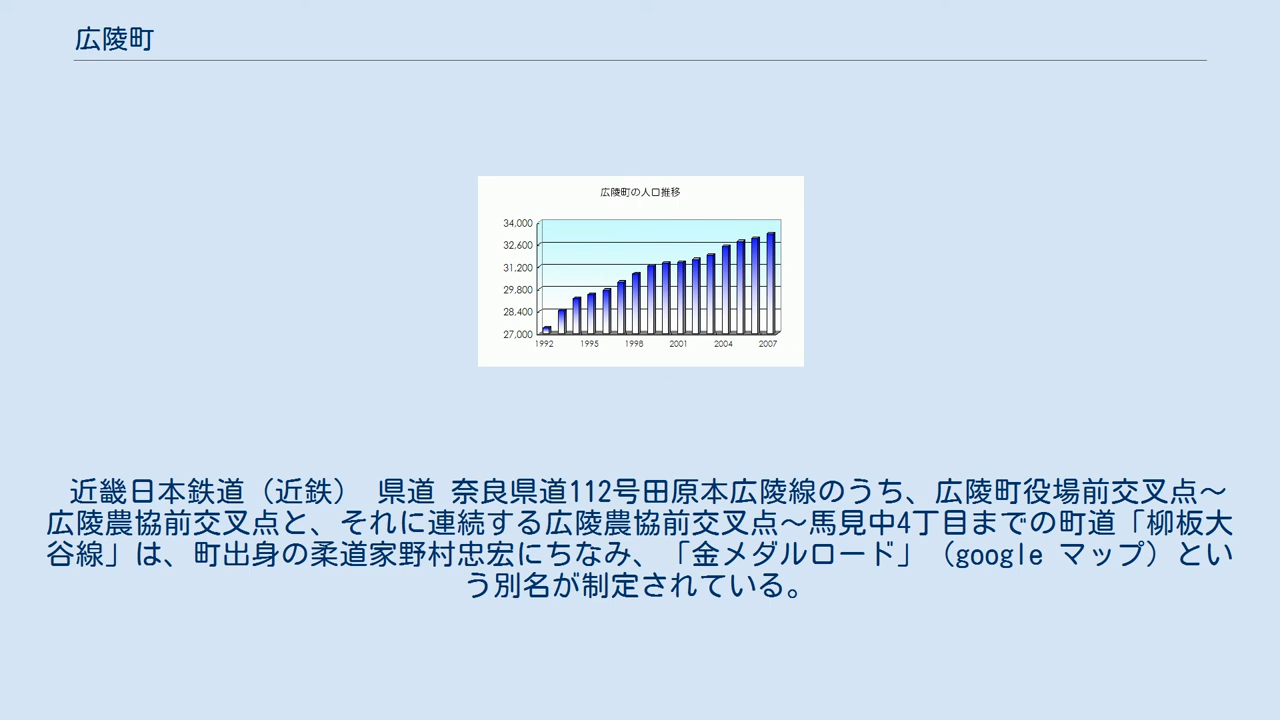 広陵町
広陵町の人口推移
34,000
32,600
31,200
29,800
28,400
27,000
1992 1995 1998 2001 2004 2007
近畿日本鉄道（近鉄） 県道 奈良県道112号田原本広陵線のうち、広陵町役場前交叉点～
広陵農協前交叉点と、それに連続する広陵農協前交叉点～馬見中4丁目までの町道「柳板大
谷線」は、町出身の柔道家野村忠宏にちなみ、「金メダルロード」（google マップ）とい
う別名が制定されている。